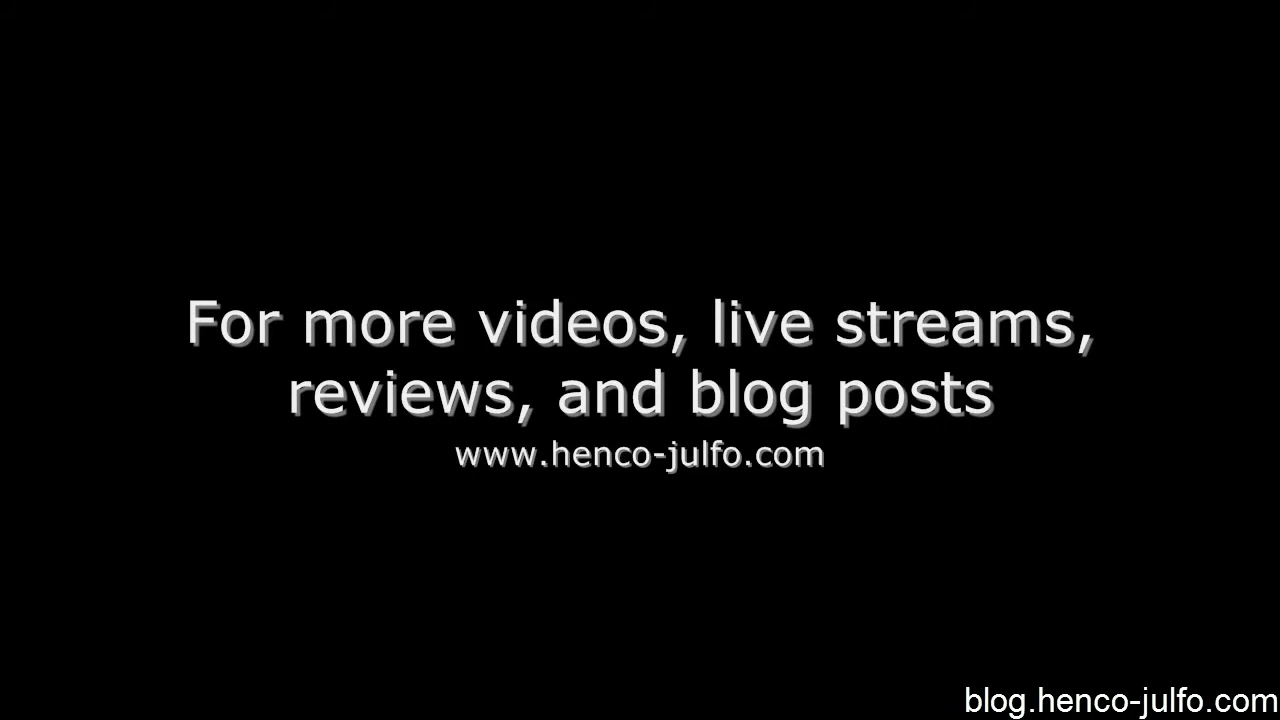 For more videos, live streams,
reviews, and blog posts
www.henco-julfo.com
blog.henco-julfo.com